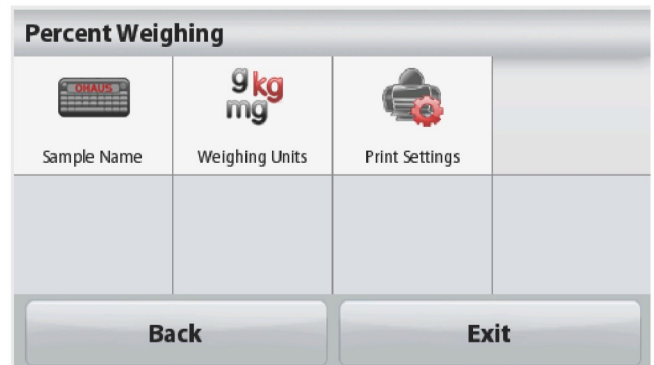 Percent Weighing
OHAUS
g kg
mg
Sample Name
Weighing Units
Print Settings
Back
Exit